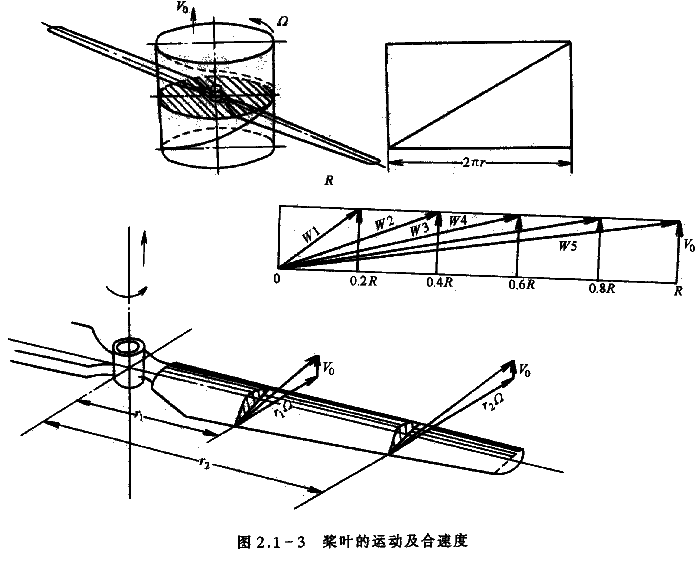 V₀
Ω
2πr
R
W1
W2
W3
W4
W5
V₀
0
0.2R
0.4R
0.6R
0.8R
R
V₀
V₀
r₁Ω
r₂Ω
r₁
r₂
图 2.1-3 桨叶的运动及合速度